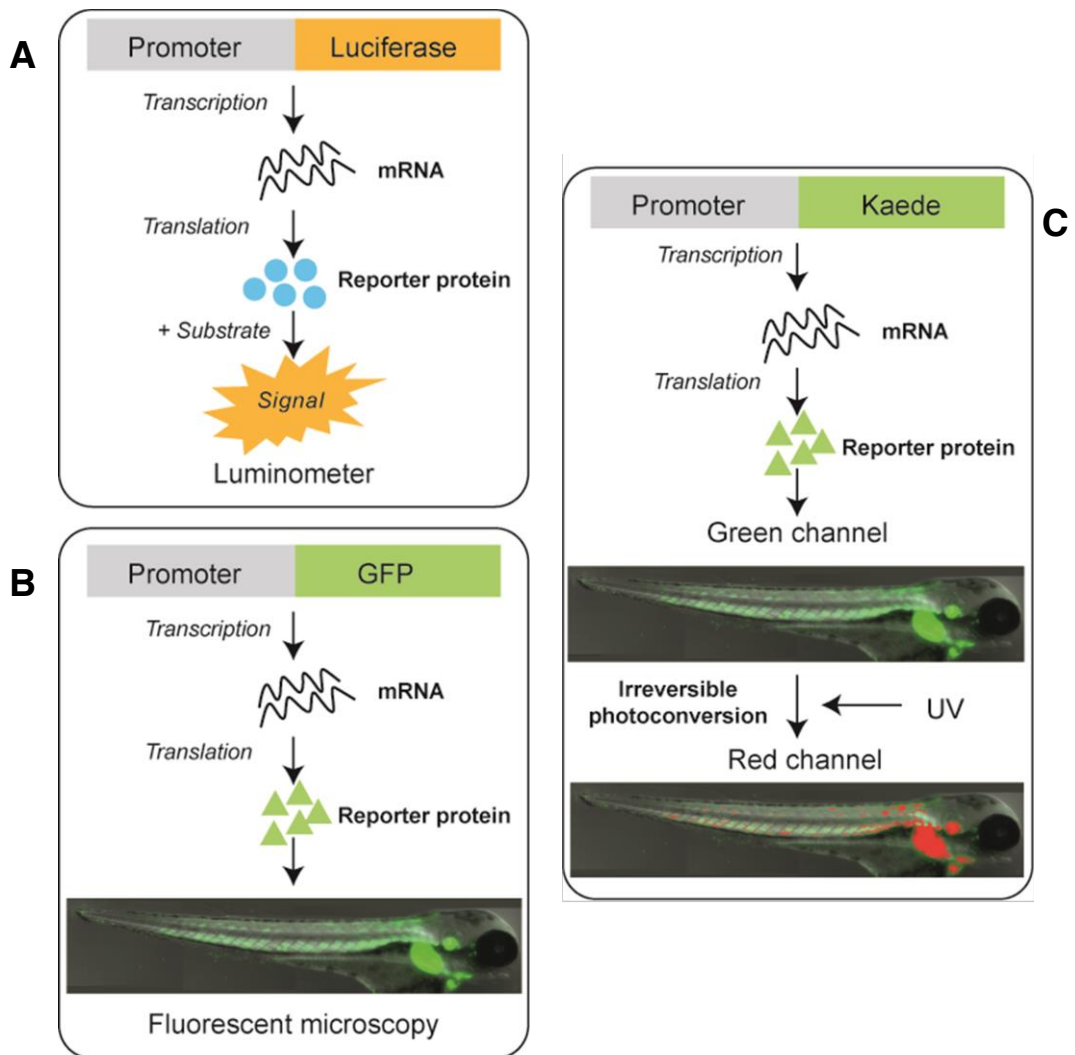 A
Promoter Luciferase
Transcription
mRNA
Translation
Reporter protein
+ Substrate
Signal
Luminometer
B
Promoter GFP
Transcription
mRNA
Translation
Reporter protein
Fluorescent microscopy
C
Promoter Kaede
Transcription
mRNA
Translation
Reporter protein
Green channel
Irreversible
photoconversion
UV
Red channel